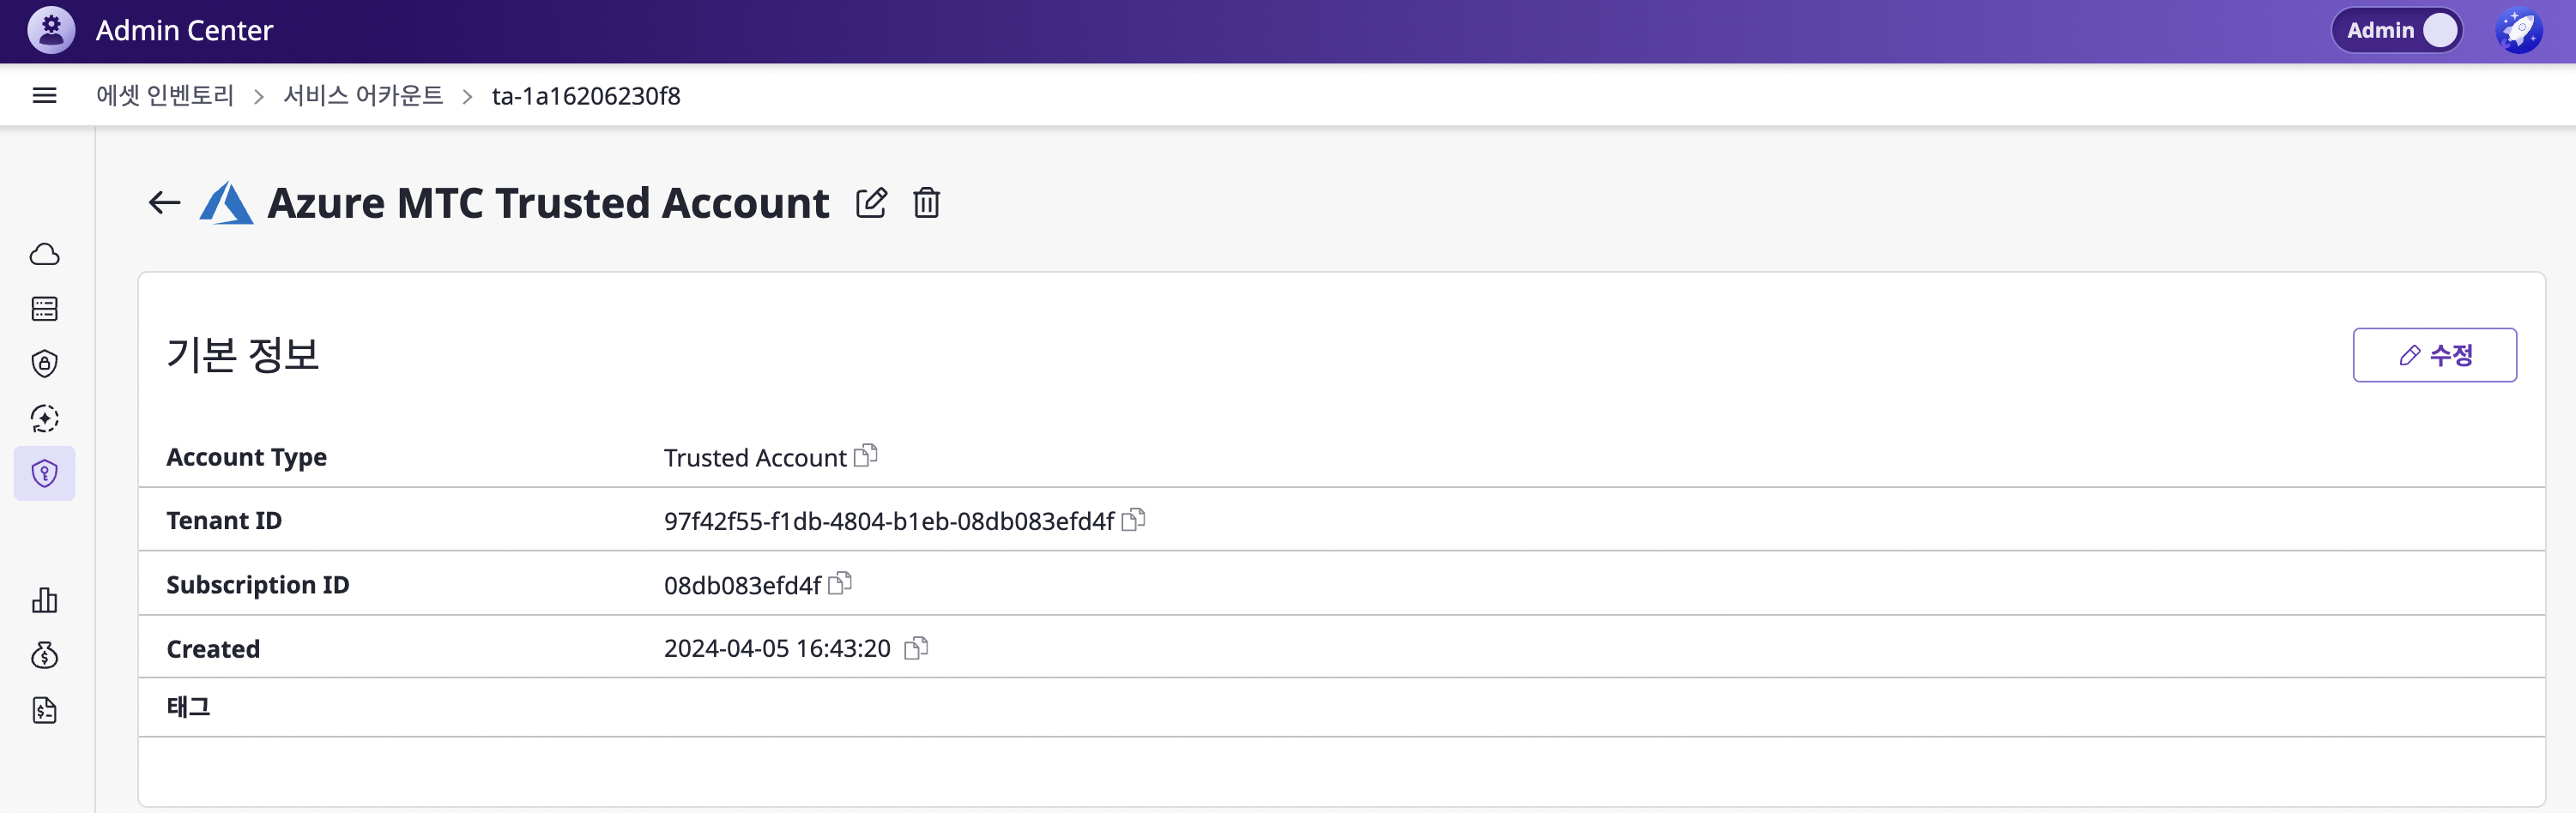 Admin Center
Admin
에셋 인벤토리 > 서비스 어카운트 > ta-1a16206230f8
Azure MTC Trusted Account
기본 정보
수정
Account Type Trusted Account
Tenant ID 97f42f55-f1db-4804-b1eb-08db083efd4f
Subscription ID 08db083efd4f
Created 2024-04-05 16:43:20
태그